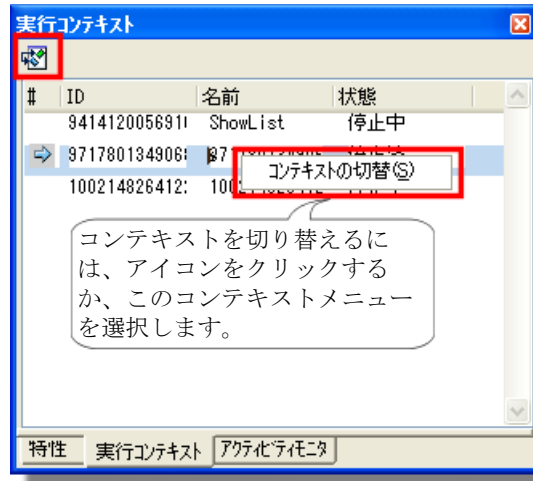 実行コンテキスト
# ID 名前 状態
941412005691 ShowList 停止中
971780134906
コンテキストの切替(S)
100214826412:
コンテキストを切り替えるに
は、アイコンをクリックする
か、このコンテキストメニュー
を選択します。
特性 実行コンテキスト アクティビティモニタ